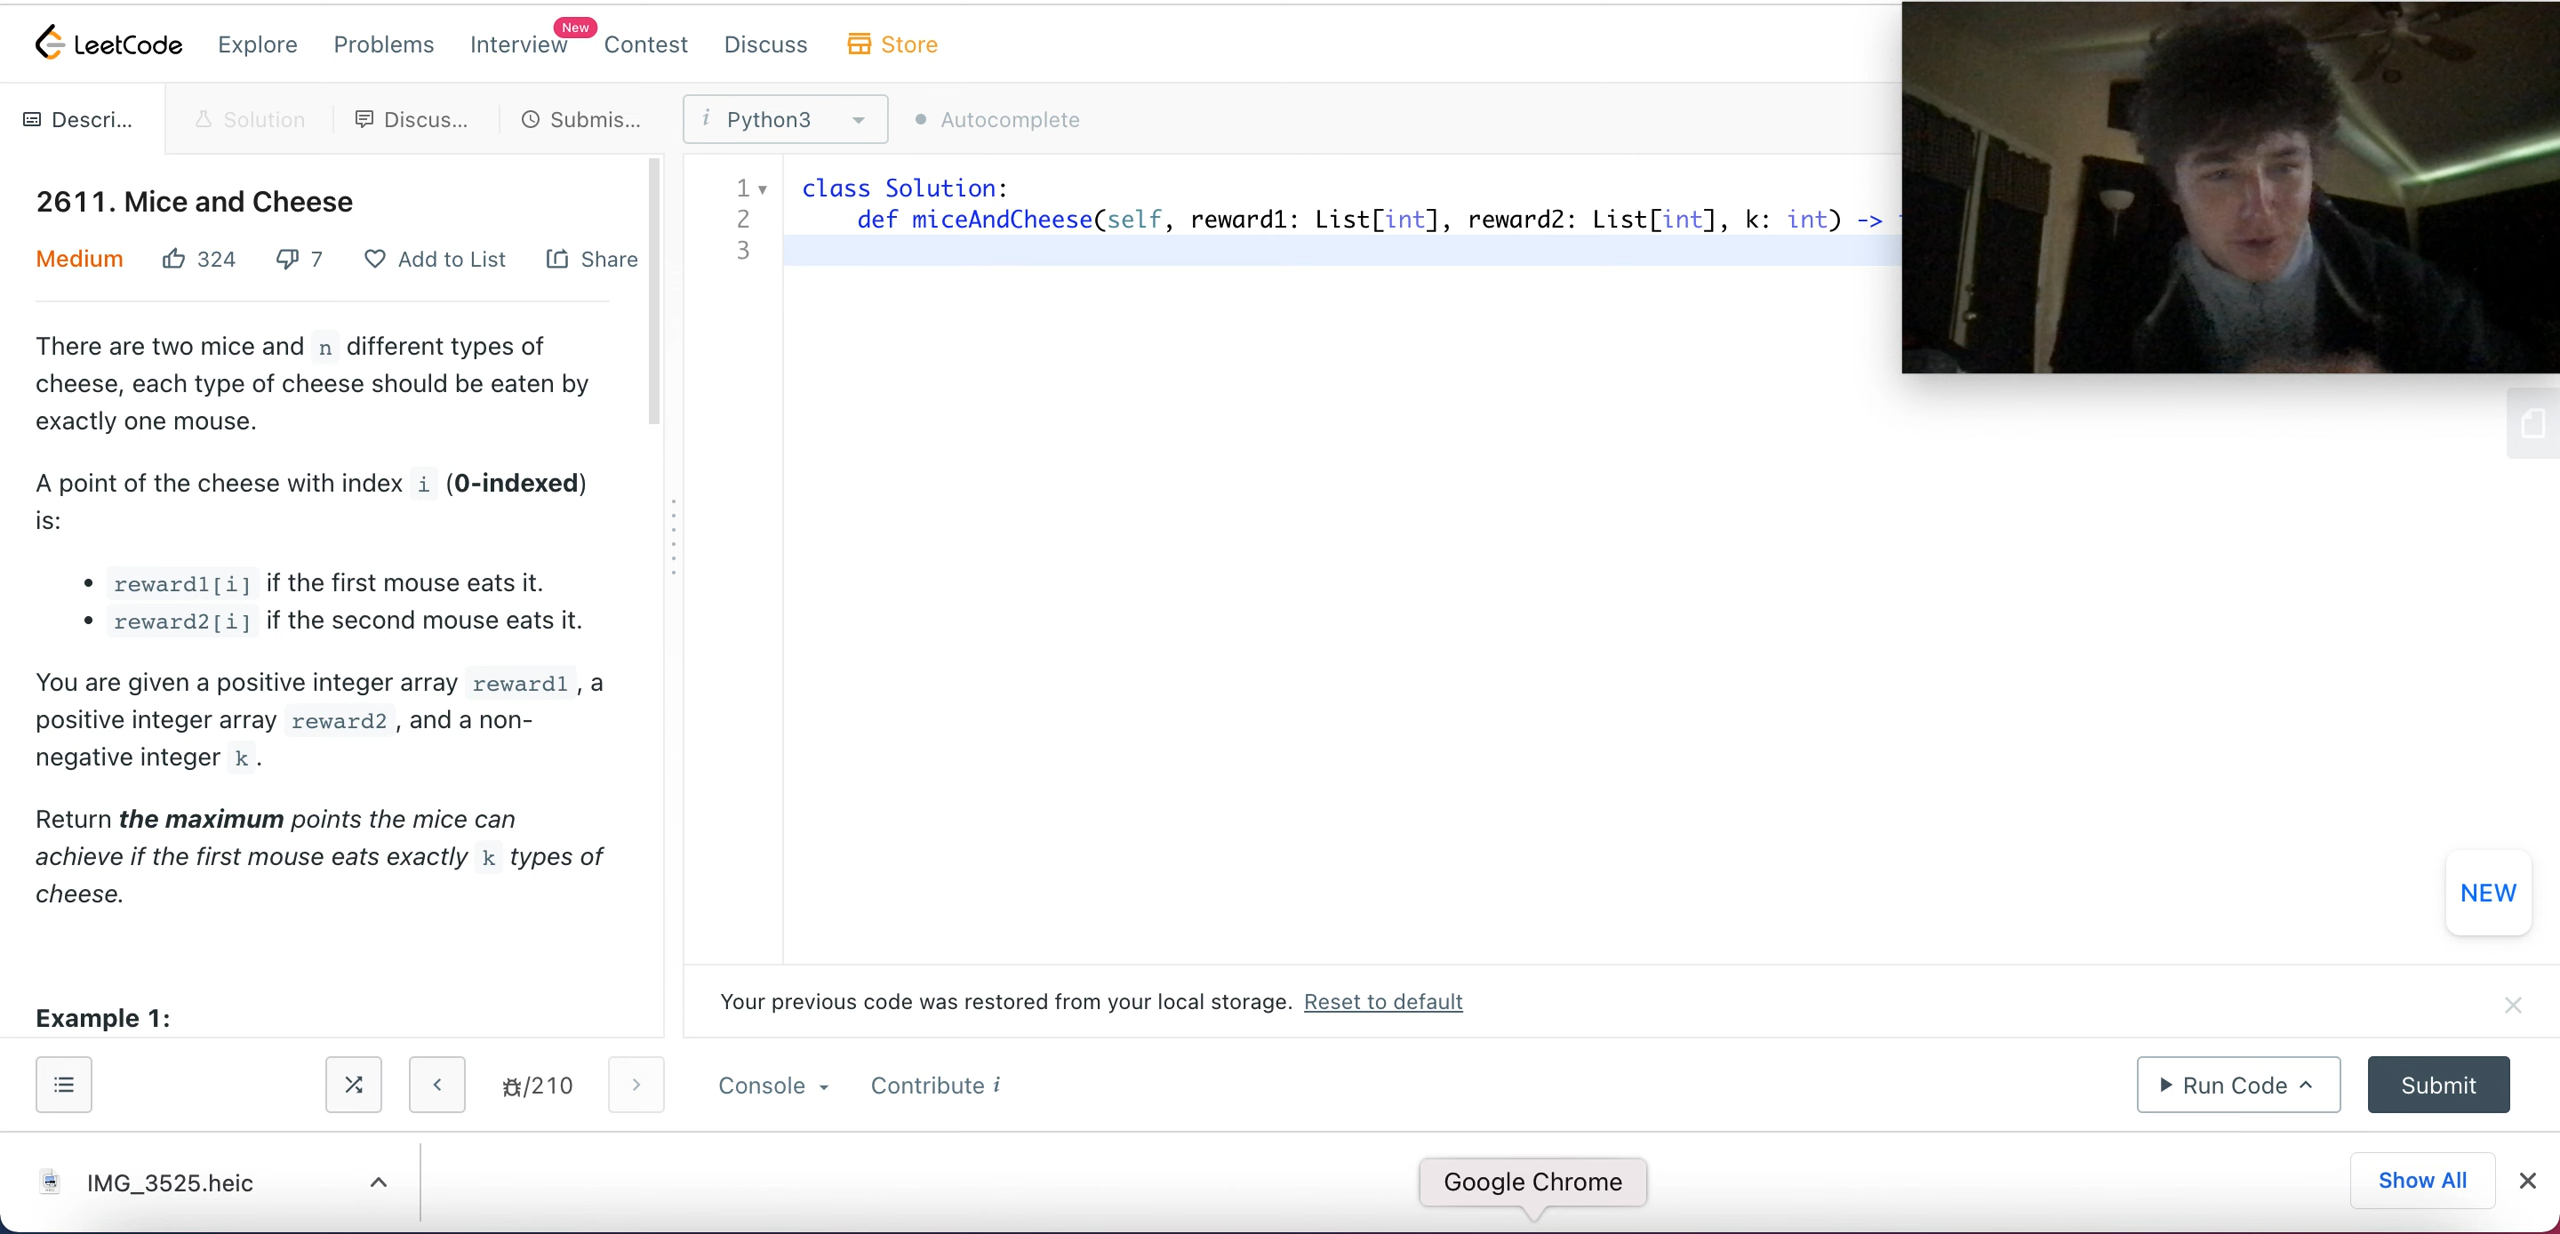 LeetCode Explore Problems Interview New Contest Discuss Store
Descri... Solution Discus... Submis... i Python3 Autocomplete
2611. Mice and Cheese
Medium 324 7 Add to List Share
There are two mice and n different types of
cheese, each type of cheese should be eaten by
exactly one mouse.
A point of the cheese with index i (0-indexed)
is:
• reward1[i] if the first mouse eats it.
• reward2[i] if the second mouse eats it.
You are given a positive integer array reward1, a
positive integer array reward2, and a non-
negative integer k.
Return the maximum points the mice can
achieve if the first mouse eats exactly k types of
cheese.
Example 1:
1 class Solution:
2 def miceAndCheese(self, reward1: List[int], reward2: List[int], k: int) ->
3
NEW
Your previous code was restored from your local storage. Reset to default
/210 Console Contribute i Run Code Submit
IMG_3525.heic Google Chrome Show All